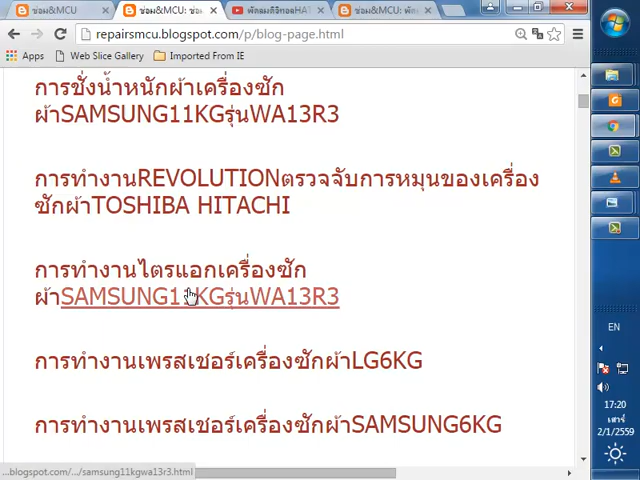 ซ่อม&MCU
ซ่อม&MCU: ซ่อ
พัดลมดีวิทอลHAT
ซ่อม&MCU: พัดล
repairsmcu.blogspot.com/p/blog-page.html
Apps
Web Slice Gallery
Imported From IE
การชั่งน้ำหนักผ้าเครื่องซัก
ผ้าSAMSUNG11KGรุ่นWA13R3
การทำงานREVOLUTIONตรวจจับการหมุนของเครื่อง
ซักผ้าTOSHIBA HITACHI
การทำงานไตรแอกเครื่องซัก
ผ้าSAMSUNG11KGรุ่นWA13R3
การทำงานเพรสเชอร์เครื่องซักผ้าLG6KG
การทำงานเพรสเชอร์เครื่องซักผ้าSAMSUNG6KG
blogspot.com/.../samsung11kgwa13r3.html
EN
17:20
เสาร์
2/1/2559